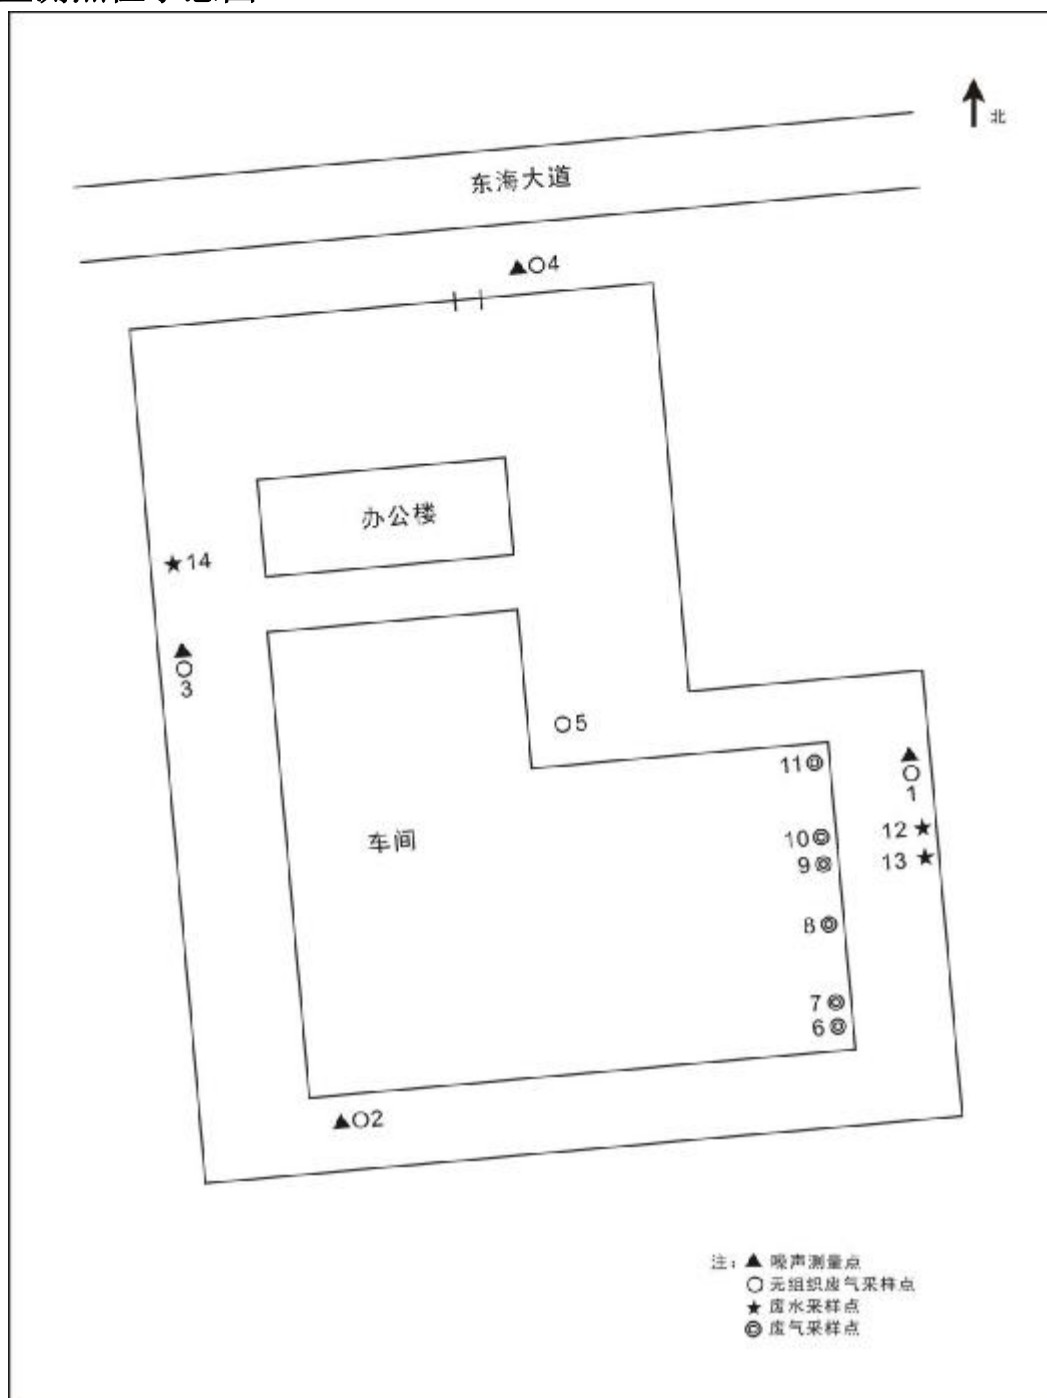 北
东海大道
▲○4
办公楼
★14
▲
○
3
○5
11◎
▲
○
1
车间
10◎
12★
9◎
13★
8◎
7◎
6◎
▲○2
注：▲ 噪声测量点
○ 无组织废气采样点
★ 废水采样点
◎ 废气采样点